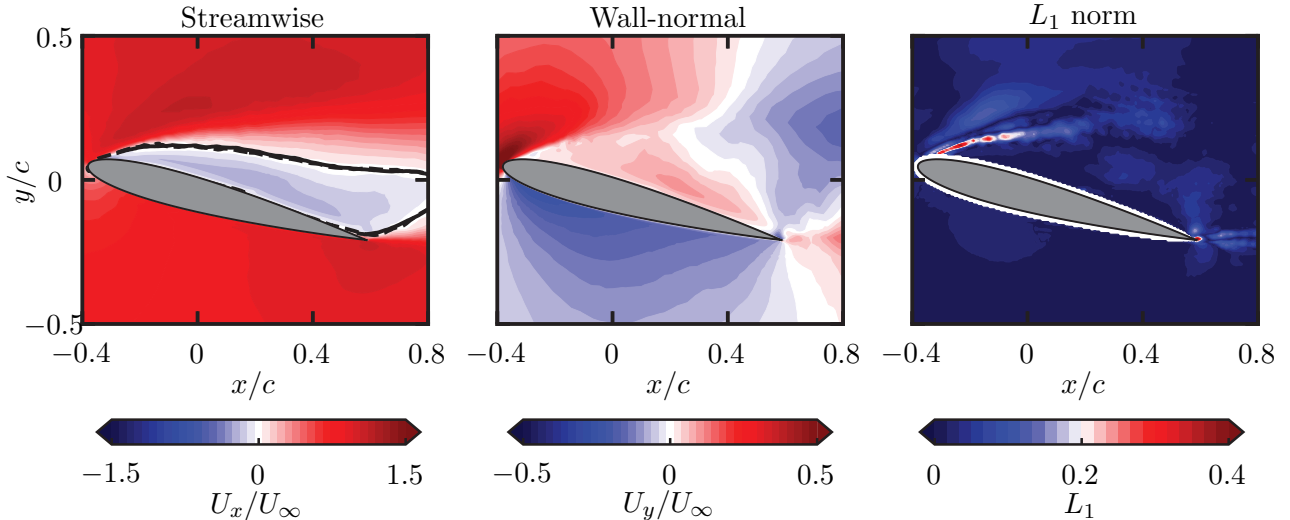 Streamwise Wall-normal L₁ norm
0.5
y/c
0
−0.5
−0.4 0 0.4 0.8 −0.4 0 0.4 0.8 −0.4 0 0.4 0.8
x/c x/c x/c
−1.5 0 1.5 −0.5 0 0.5 0 0.2 0.4
Uₓ/U∞ U_y/U∞ L₁